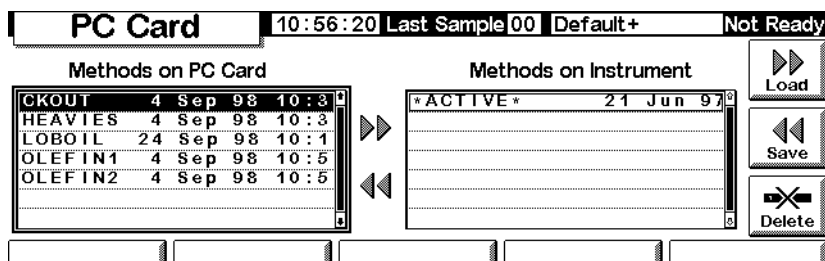 PC Card 10:56:20 Last Sample 00 Default+ Not Ready
Methods on PC Card
CKOUT 4 Sep 98 10:3
HEAVIES 4 Sep 98 10:3
LOBOIL 24 Sep 98 10:1
OLEFIN1 4 Sep 98 10:5
OLEFIN2 4 Sep 98 10:5
Methods on Instrument
*ACTIVE* 21 Jun 97
Load
Save
Delete